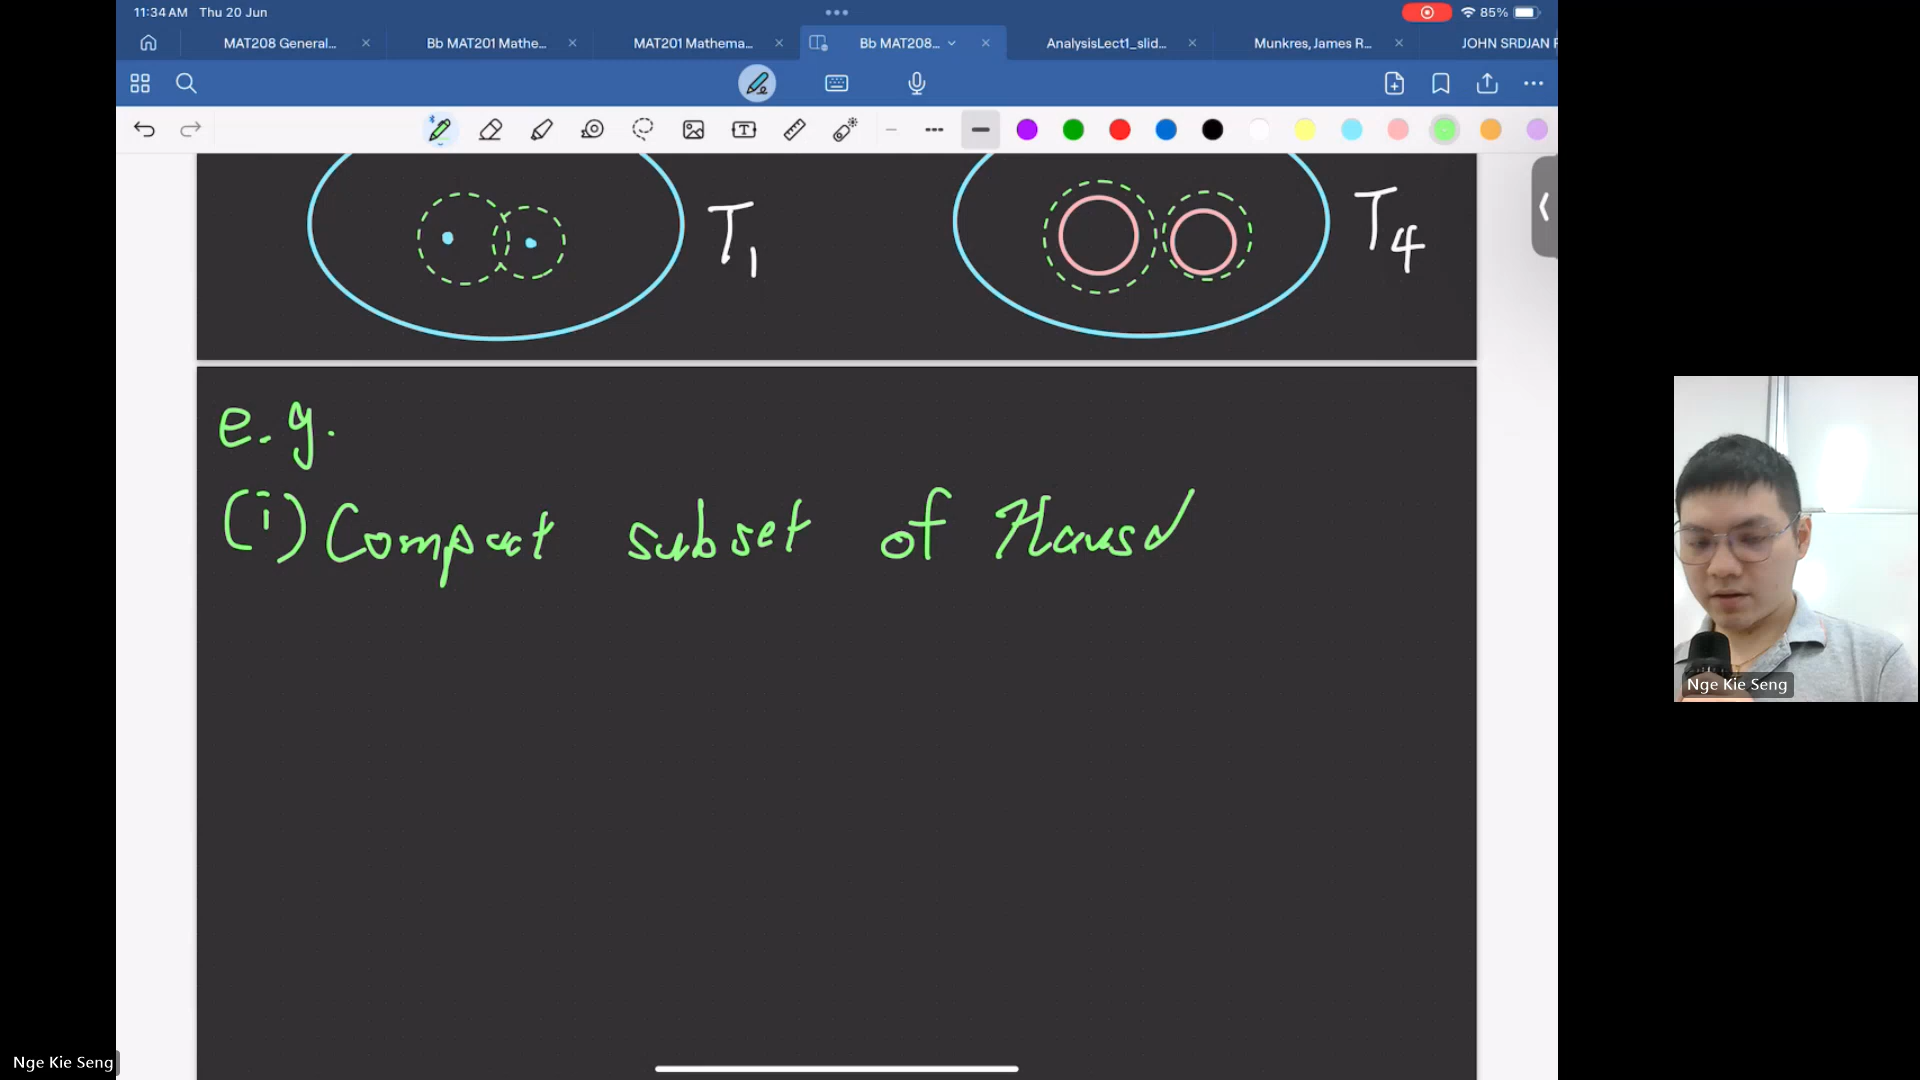 11:34 AM Thu 20 Jun
85%
MAT208 General...
Bb MAT201 Mathe...
MAT201 Mathema...
Bb MAT208...
AnalysisLect1_slid...
Munkres, James R...
JOHN SRDJAN P
T1
T4
e.g.
(i) Compact subset of Hausd
Nge Kie Seng
Nge Kie Seng